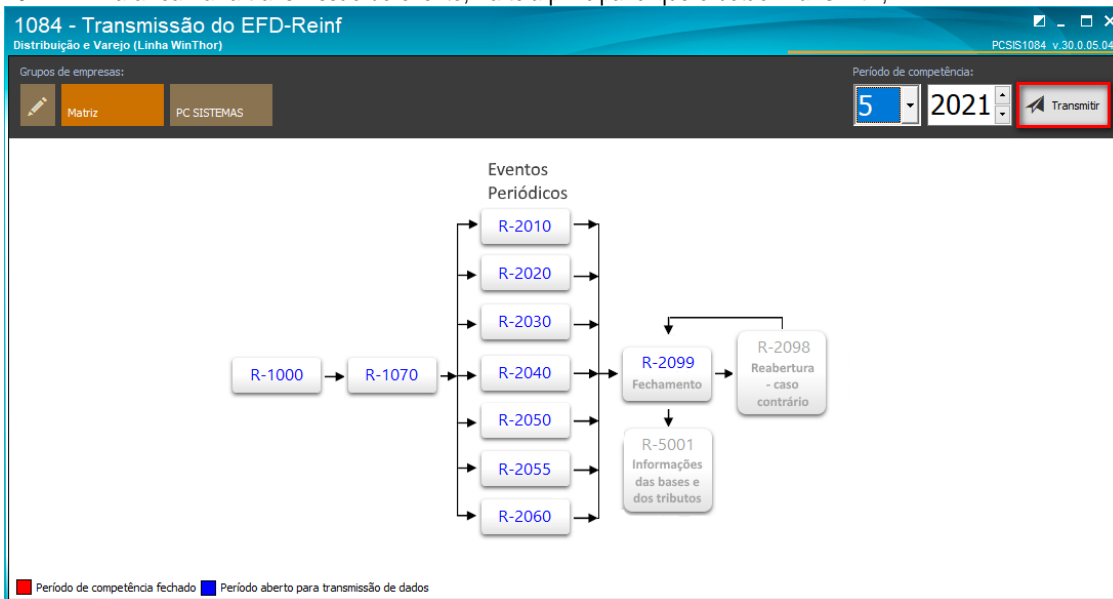 1084 - Transmissão do EFD-Reinf
Distribuição e Varejo (Linha WinThor)
PCSIS1084 v.30.0.05.04
Grupos de empresas:
Período de competência:
Matriz
PC SISTEMAS
5
2021
Transmitir
Eventos
Periódicos
R-2010
R-2020
R-2030
R-1000
R-1070
R-2040
R-2050
R-2055
R-2060
R-2099
Fechamento
R-2098
Reabertura
- caso
contrário
R-5001
Informações
das bases e
dos tributos
Período de competência fechado
Período aberto para transmissão de dados